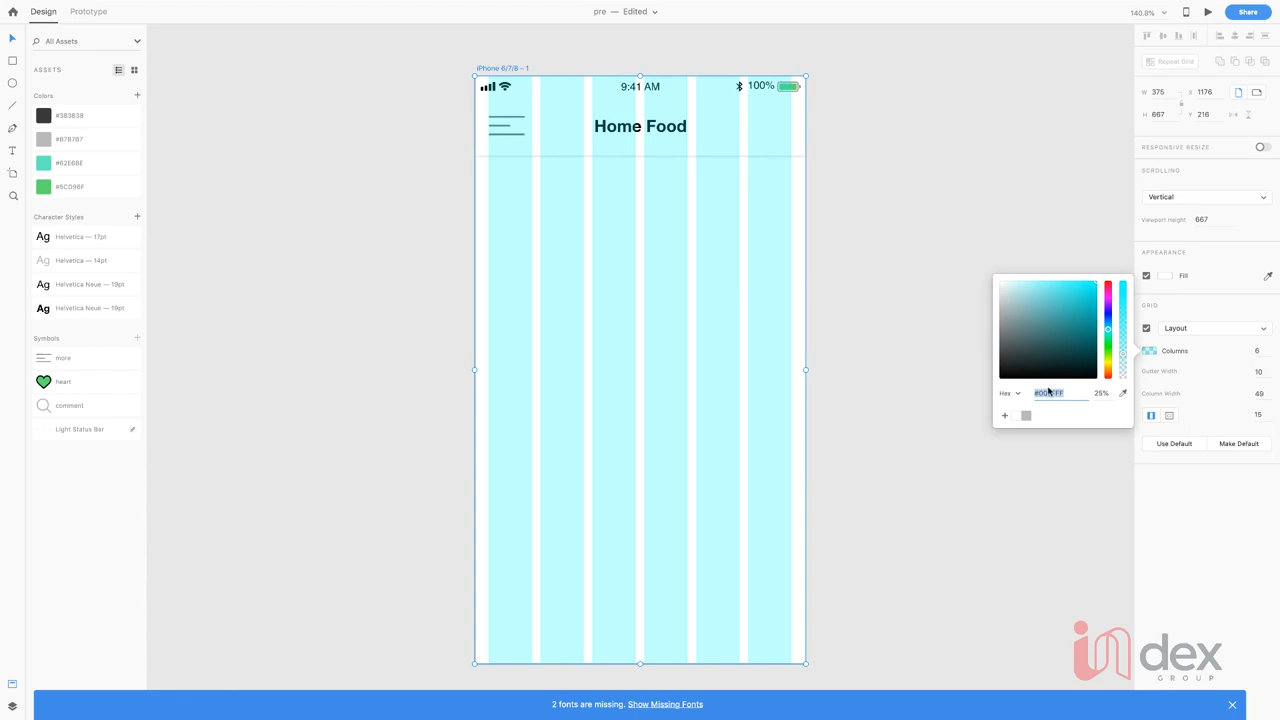 Design Prototype pre — Edited 140.8% Share
All Assets
ASSETS
Colors
#383838
#B7B7B7
#5CD96F
Character Styles
Ag Helvetica — 17pt
Ag Helvetica — 14pt
Ag Helvetica Neue — 19pt
Ag Helvetica Neue — 19pt
Symbols
more
heart
comment
Light Status Bar
iPhone 6/7/8 – 1
9:41 AM 100%
Home Food
Hex 25%
Repeat Grid
W 375 X 1176
H 667 Y 216
RESPONSIVE RESIZE
SCROLLING
Vertical
Viewport Height 667
APPEARANCE
Fill
GRID
Layout
Columns 6
Gutter Width 10
Column Width 49
15
Use Default Make Default
index
GROUP
2 fonts are missing. Show Missing Fonts